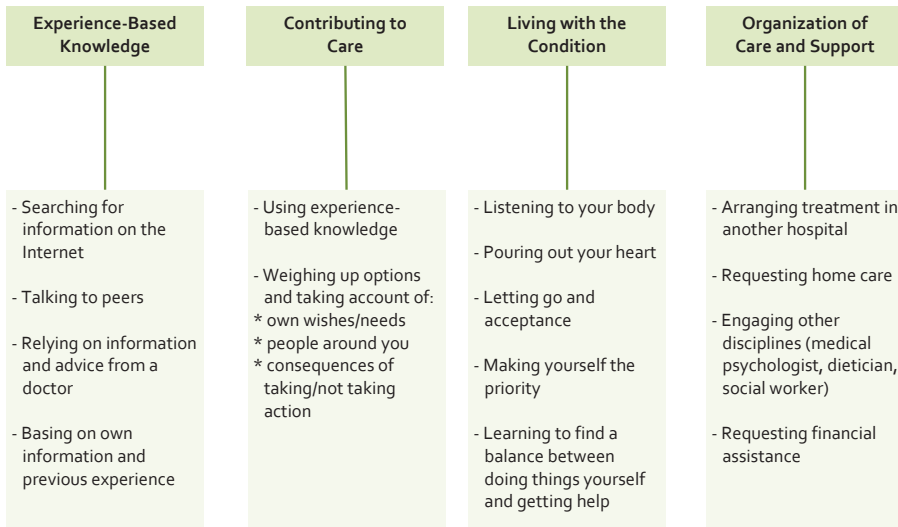 Experience-Based
Knowledge
- Searching for
information on the
Internet
- Talking to peers
- Relying on information
and advice from a
doctor
- Basing on own
information and
previous experience
Contributing to
Care
- Using experience-
based knowledge
- Weighing up options
and taking account of:
* own wishes/needs
* people around you
* consequences of
taking/not taking
action
Living with the
Condition
- Listening to your body
- Pouring out your heart
- Letting go and
acceptance
- Making yourself the
priority
- Learning to find a
balance between
doing things yourself
and getting help
Organization of
Care and Support
- Arranging treatment in
another hospital
- Requesting home care
- Engaging other
disciplines (medical
psychologist, dietician,
social worker)
- Requesting financial
assistance